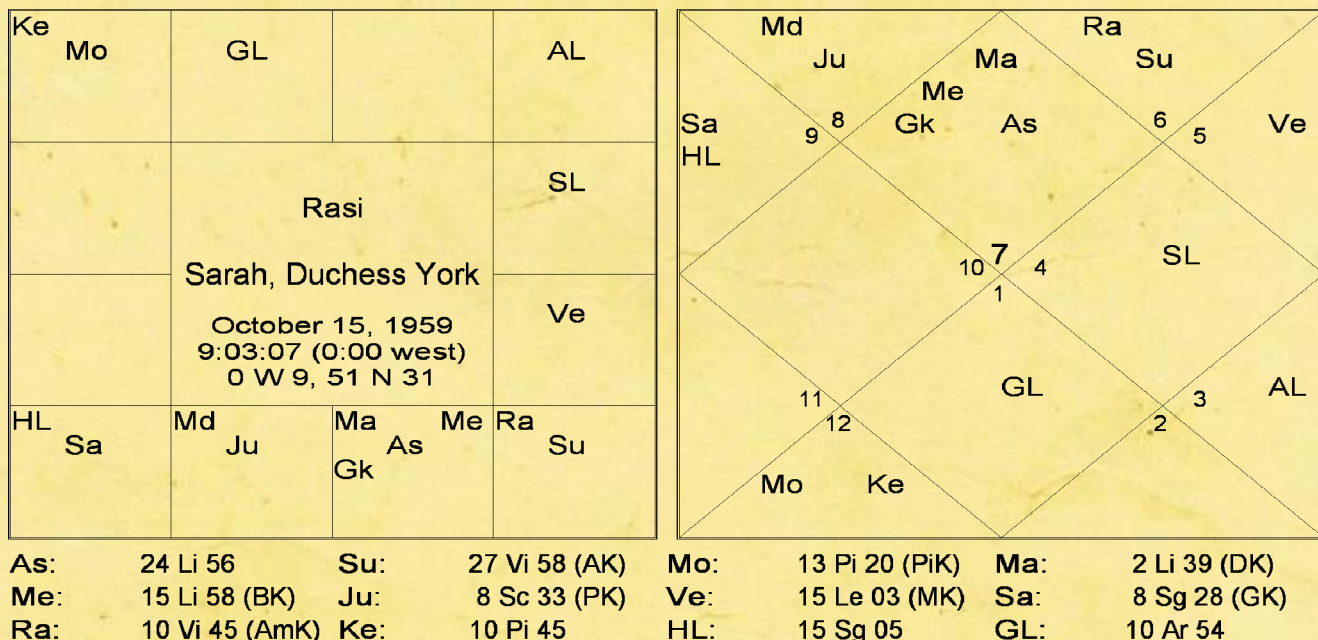 Ke
Mo
GL
AL
SL
Rasi
Sarah, Duchess York
October 15, 1959
9:03:07 (0:00 west)
0 W 9, 51 N 31
Ve
HL
Sa
Md
Ju
Ma Me
As
Gk
Ra
Su
Md Ra
Ju Ma Su
Me
Sa 9 8 Gk As 6 5 Ve
HL
7 SL
10 4
1
11 GL 3 AL
12 2
Mo Ke
As: 24 Li 56 Su: 27 Vi 58 (AK) Mo: 13 Pi 20 (PiK) Ma: 2 Li 39 (DK)
Me: 15 Li 58 (BK) Ju: 8 Sc 33 (PK) Ve: 15 Le 03 (MK) Sa: 8 Sg 28 (GK)
Ra: 10 Vi 45 (AmK) Ke: 10 Pi 45 HL: 15 Sg 05 GL: 10 Ar 54